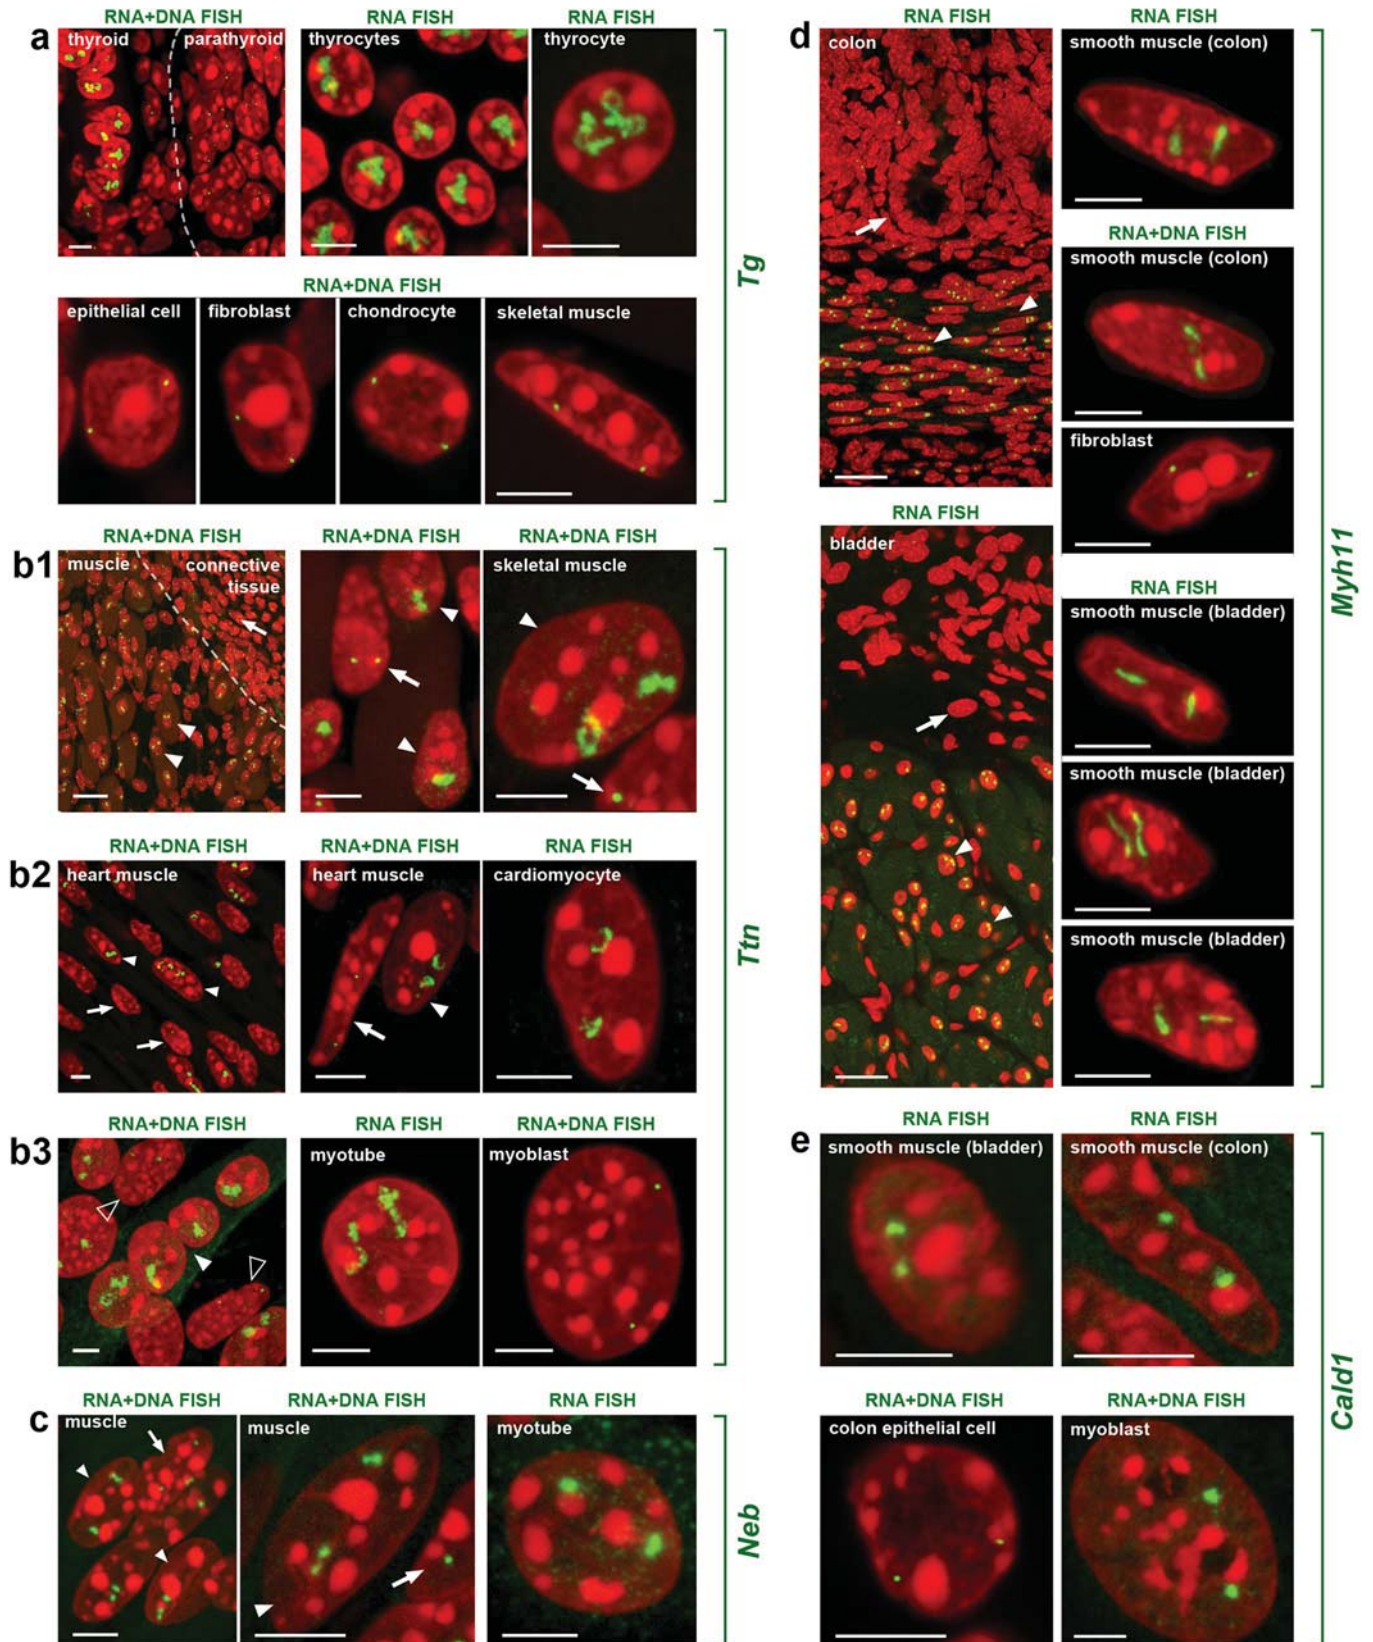 a
RNA+DNA FISH
RNA FISH
RNA FISH
thyroid
parathyroid
thyrocytes
thyrocyte
RNA+DNA FISH
epithelial cell
fibroblast
chondrocyte
skeletal muscle
Tg
b1
RNA+DNA FISH
RNA+DNA FISH
RNA+DNA FISH
muscle
connective
tissue
skeletal muscle
b2
RNA+DNA FISH
RNA+DNA FISH
RNA FISH
heart muscle
heart muscle
cardiomyocyte
b3
RNA+DNA FISH
RNA FISH
RNA+DNA FISH
myotube
myoblast
Ttn
c
RNA+DNA FISH
RNA+DNA FISH
RNA FISH
muscle
muscle
myotube
Neb
d
RNA FISH
RNA FISH
colon
smooth muscle (colon)
RNA+DNA FISH
smooth muscle (colon)
fibroblast
RNA FISH
bladder
RNA FISH
smooth muscle (bladder)
smooth muscle (bladder)
smooth muscle (bladder)
Myh11
e
RNA FISH
RNA FISH
smooth muscle (bladder)
smooth muscle (colon)
RNA+DNA FISH
RNA+DNA FISH
colon epithelial cell
myoblast
Cald1